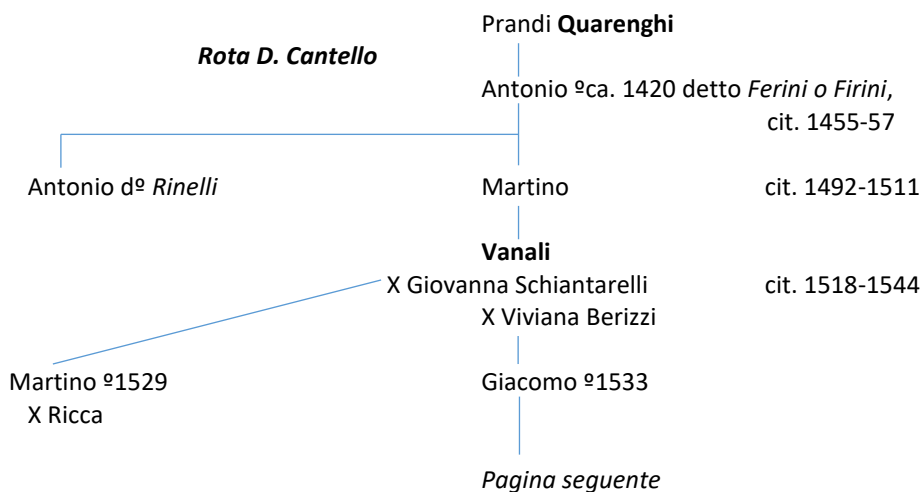 Prandi Quarenghi
Rota D. Cantello
Antonio ºca. 1420 detto Ferini o Firini,
cit. 1455-57
Antonio dº Rinelli
Martino
cit. 1492-1511
Vanali
X Giovanna Schiantarelli
cit. 1518-1544
X Viviana Berizzi
Martino º1529
Giacomo º1533
X Ricca
Pagina seguente